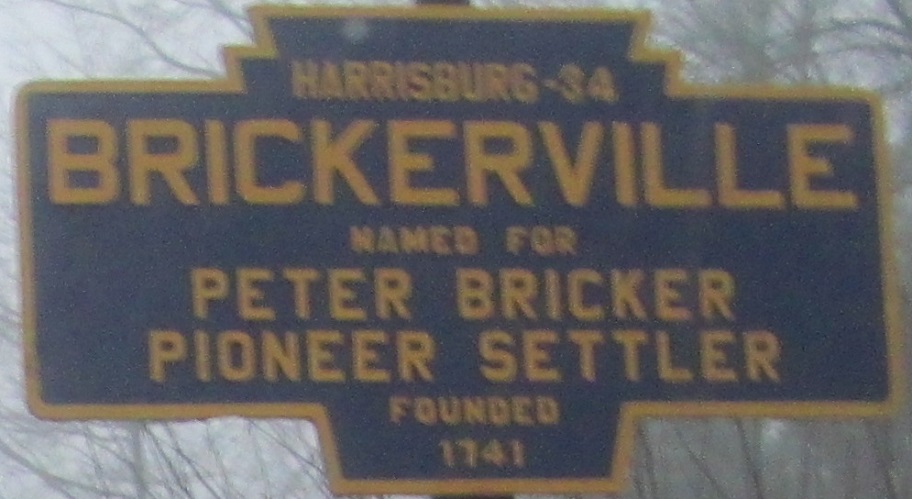 HARRISBURG-34
BRICKERVILLE
NAMED FOR
PETER BRICKER
PIONEER SETTLER
FOUNDED
1741